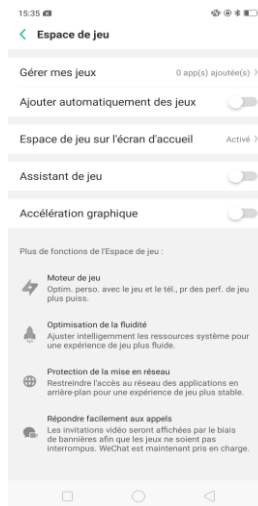 15:35
Espace de jeu
Gérer mes jeux 0 app(s) ajoutée(s)
Ajouter automatiquement des jeux
Espace de jeu sur l'écran d'accueil Activé
Assistant de jeu
Accélération graphique
Plus de fonctions de l'Espace de jeu :
Moteur de jeu
Optim. perso. avec le jeu et le tél., pr des perf. de jeu
plus puiss.
Optimisation de la fluidité
Ajuster intelligemment les ressources système pour
une expérience de jeu plus fluide.
Protection de la mise en réseau
Restreindre l'accès au réseau des applications en
arrière-plan pour une expérience de jeu plus stable.
Répondre facilement aux appels
Les invitations vidéo seront affichées par le biais
de bannières afin que les jeux ne soient pas
interrompus. WeChat est maintenant pris en charge.